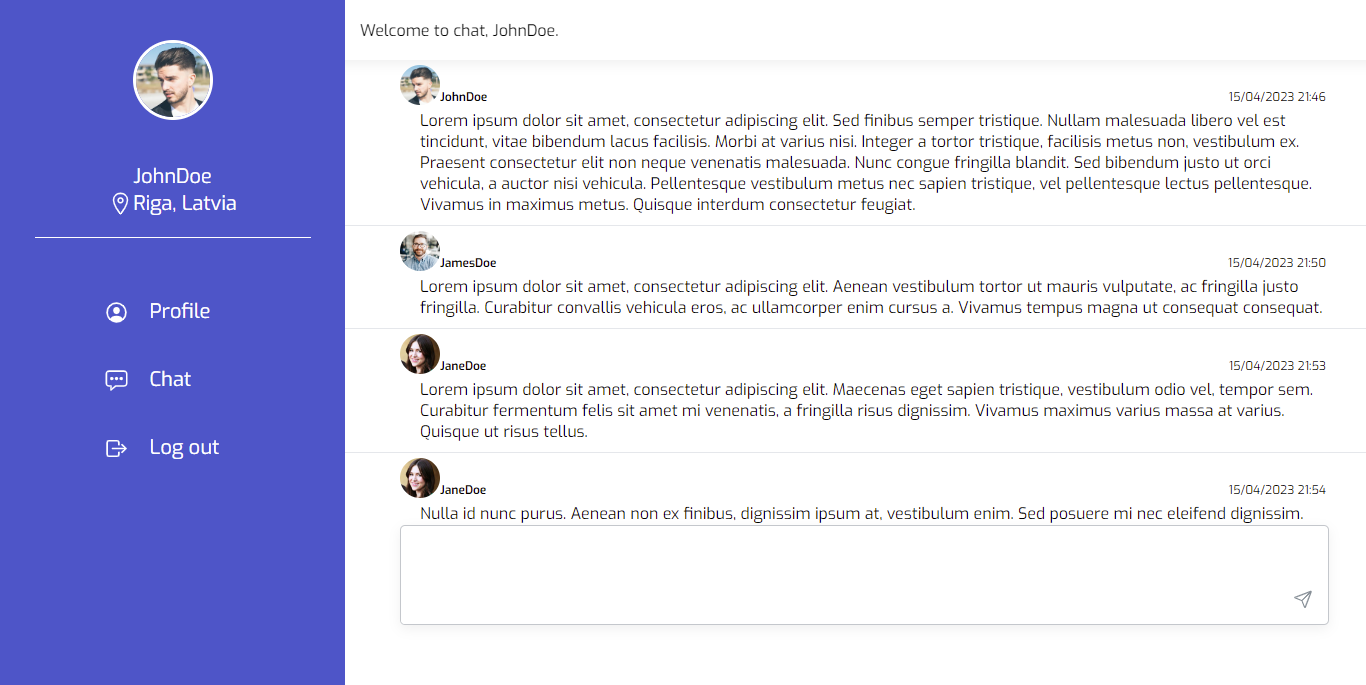 JohnDoe
Riga, Latvia
Profile
Chat
Log out
Welcome to chat, JohnDoe.
JohnDoe 15/04/2023 21:46
Lorem ipsum dolor sit amet, consectetur adipiscing elit. Sed finibus semper tristique. Nullam malesuada libero vel est
tincidunt, vitae bibendum lacus facilisis. Morbi at varius nisi. Integer a tortor tristique, facilisis metus non, vestibulum ex.
Praesent consectetur elit non neque venenatis malesuada. Nunc congue fringilla blandit. Sed bibendum justo ut orci
vehicula, a auctor nisi vehicula. Pellentesque vestibulum metus nec sapien tristique, vel pellentesque lectus pellentesque.
Vivamus in maximus metus. Quisque interdum consectetur feugiat.
JamesDoe 15/04/2023 21:50
Lorem ipsum dolor sit amet, consectetur adipiscing elit. Aenean vestibulum tortor ut mauris vulputate, ac fringilla justo
fringilla. Curabitur convallis vehicula eros, ac ullamcorper enim cursus a. Vivamus tempus magna ut consequat consequat.
JaneDoe 15/04/2023 21:53
Lorem ipsum dolor sit amet, consectetur adipiscing elit. Maecenas eget sapien tristique, vestibulum odio vel, tempor sem.
Curabitur fermentum felis sit amet mi venenatis, a fringilla risus dignissim. Vivamus maximus varius massa at varius.
Quisque ut risus tellus.
JaneDoe 15/04/2023 21:54
Nulla id nunc purus. Aenean non ex finibus, dignissim ipsum at, vestibulum enim. Sed posuere mi nec eleifend dignissim.